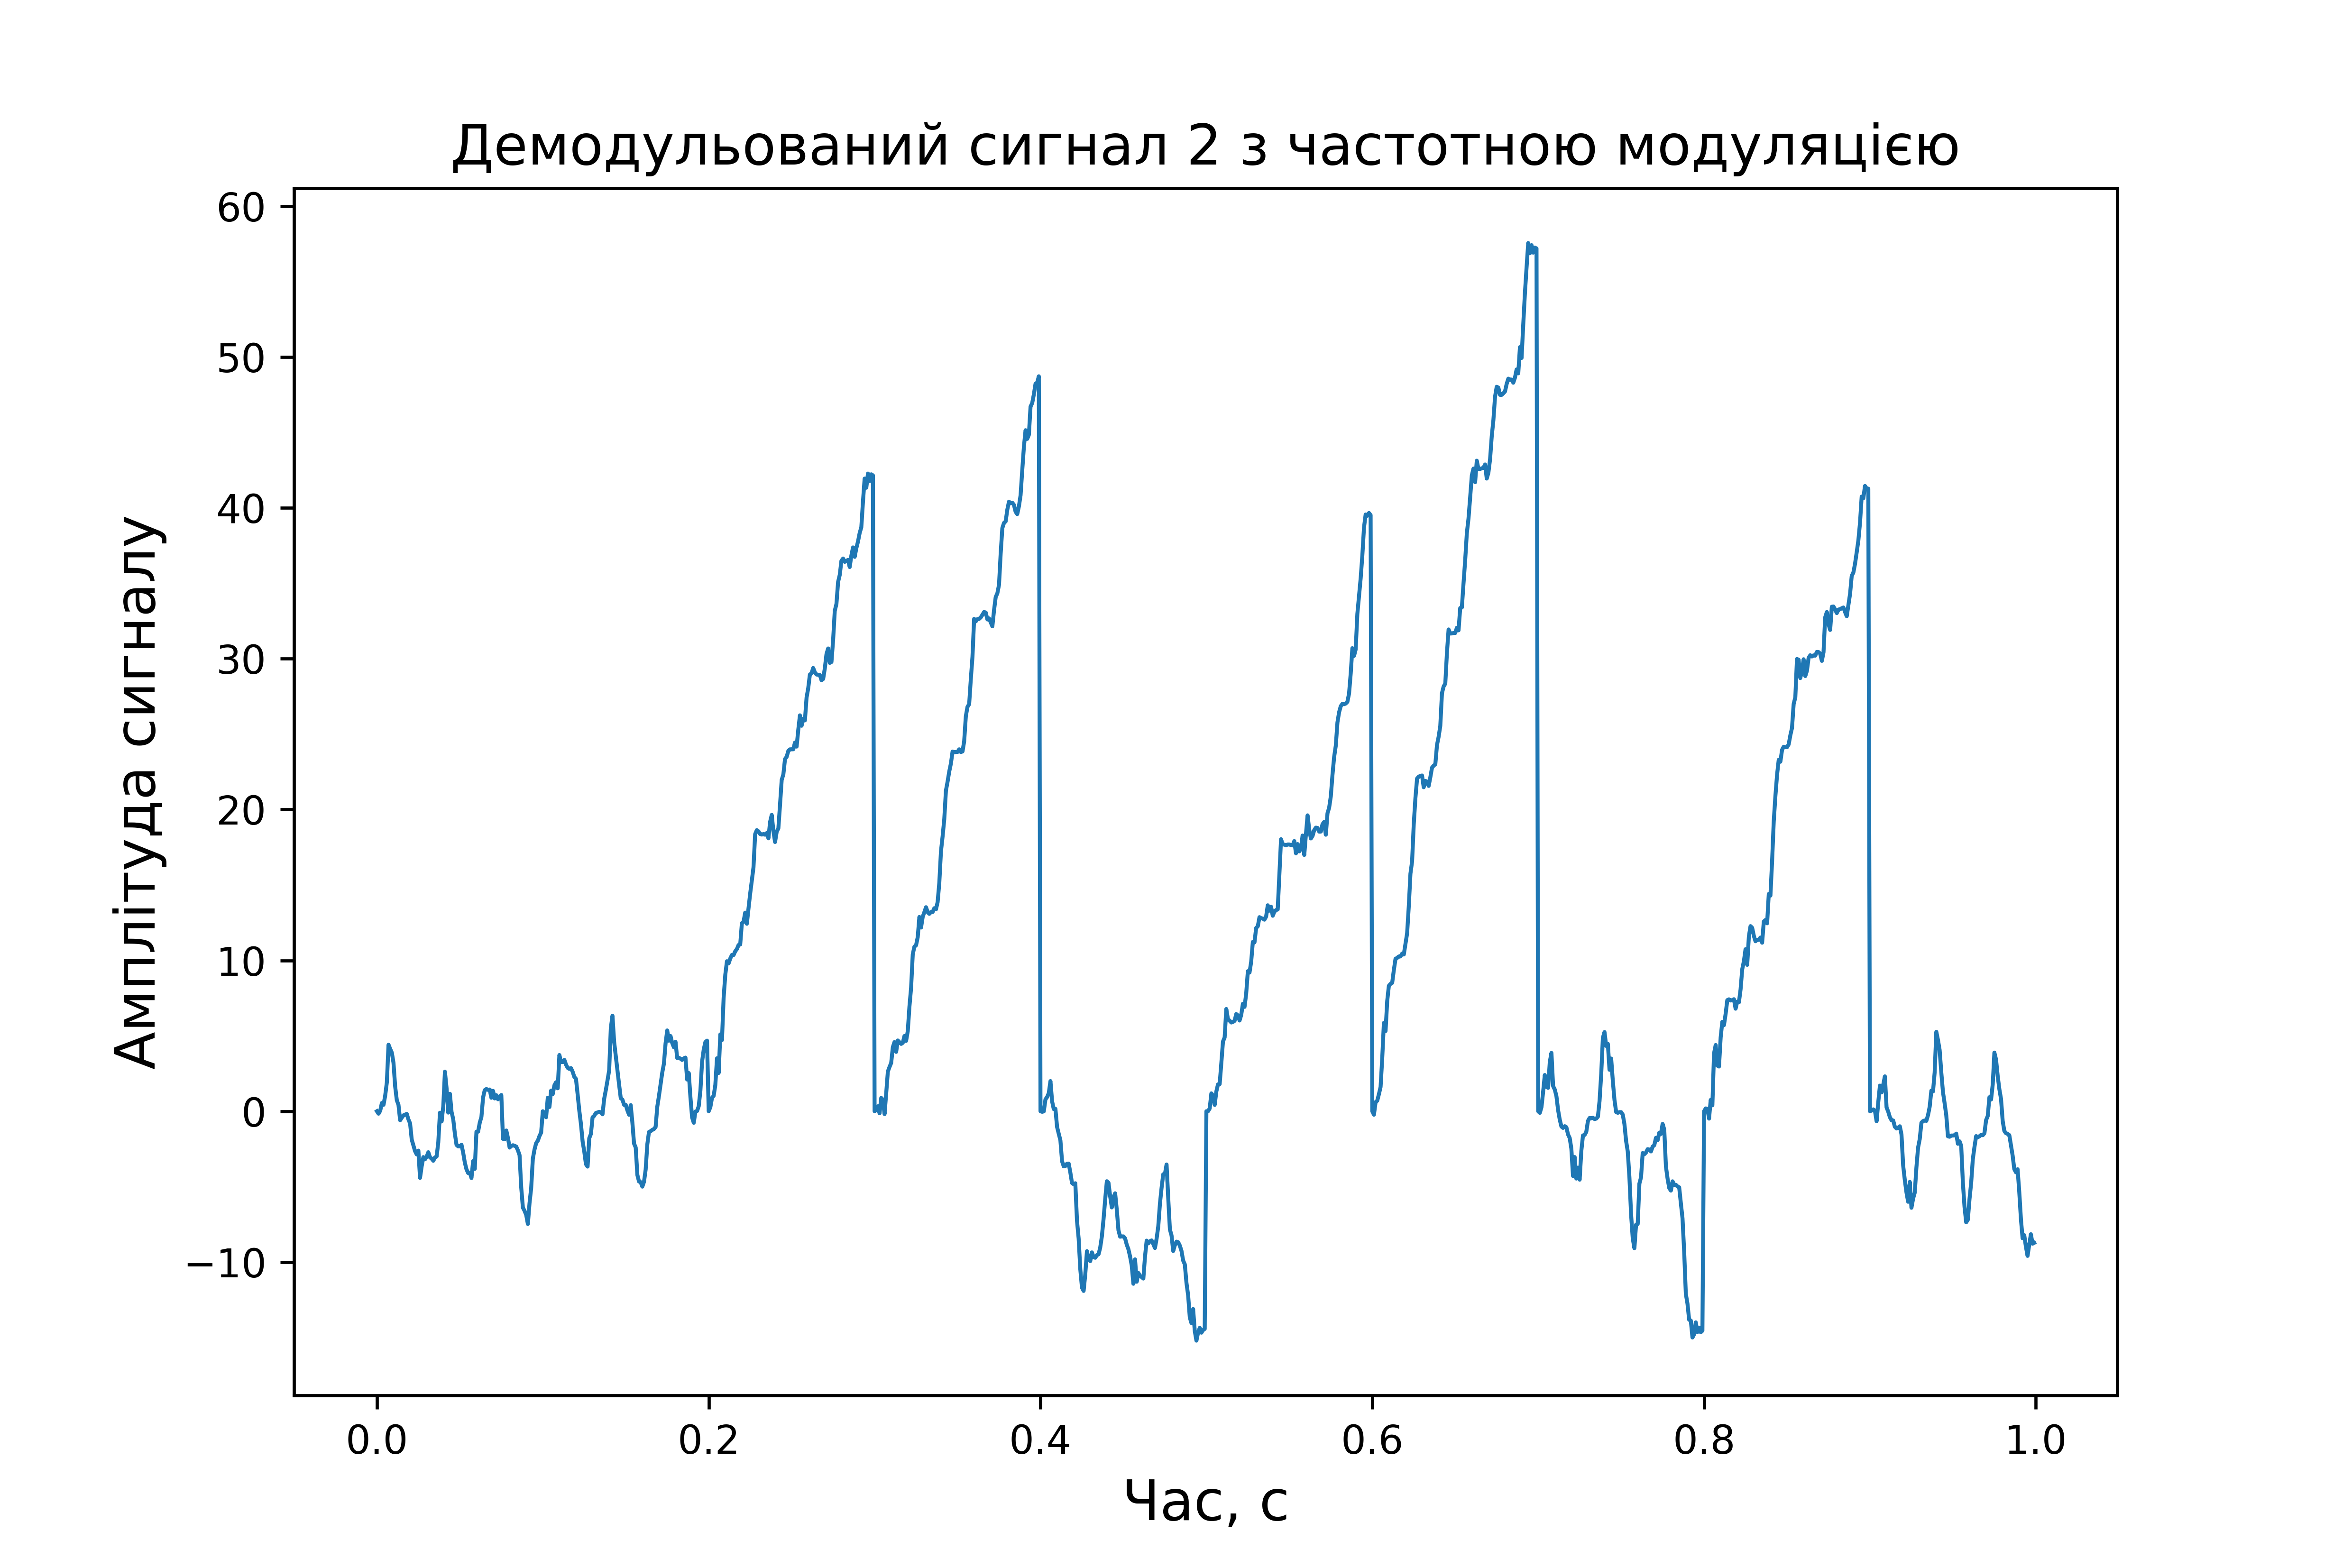 Демодульований сигнал 2 з частотною модуляцією
60
50
40
30
20
10
0
−10
Амплітуда сигналу
0.0 0.2 0.4 0.6 0.8 1.0
Час, с